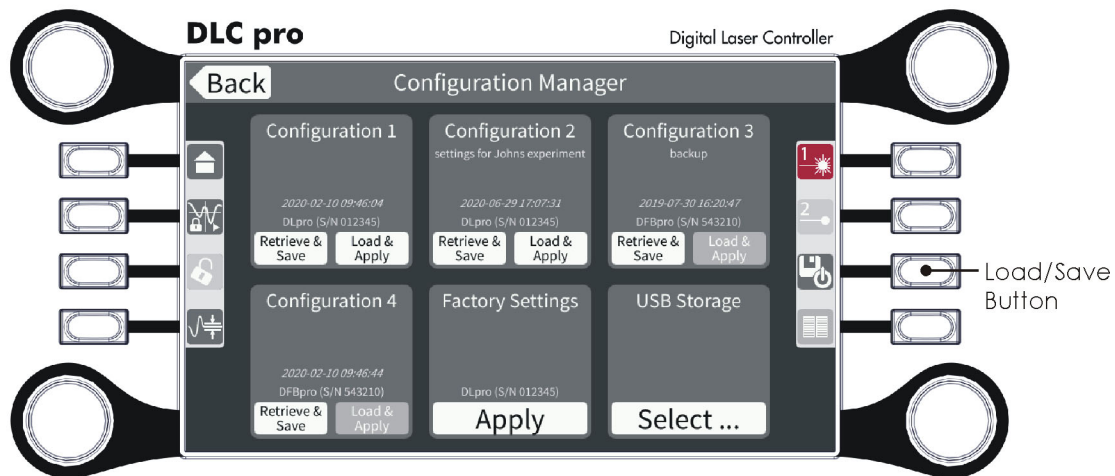 DLC pro
Digital Laser Controller
Back
Configuration Manager
Configuration 1
2020-02-10 09:46:04
DLpro (S/N 012345)
Retrieve &
Save
Load &
Apply
Configuration 2
settings for Johns experiment
2020-06-29 17:07:31
DLpro (S/N 012345)
Retrieve &
Save
Load &
Apply
Configuration 3
backup
2019-07-30 16:20:47
DFBpro (S/N 543210)
Retrieve &
Save
Load &
Apply
1
2
Load/Save
Button
Configuration 4
2020-02-10 09:46:44
DFBpro (S/N 543210)
Retrieve &
Save
Load &
Apply
Factory Settings
DLpro (S/N 012345)
Apply
USB Storage
Select ...